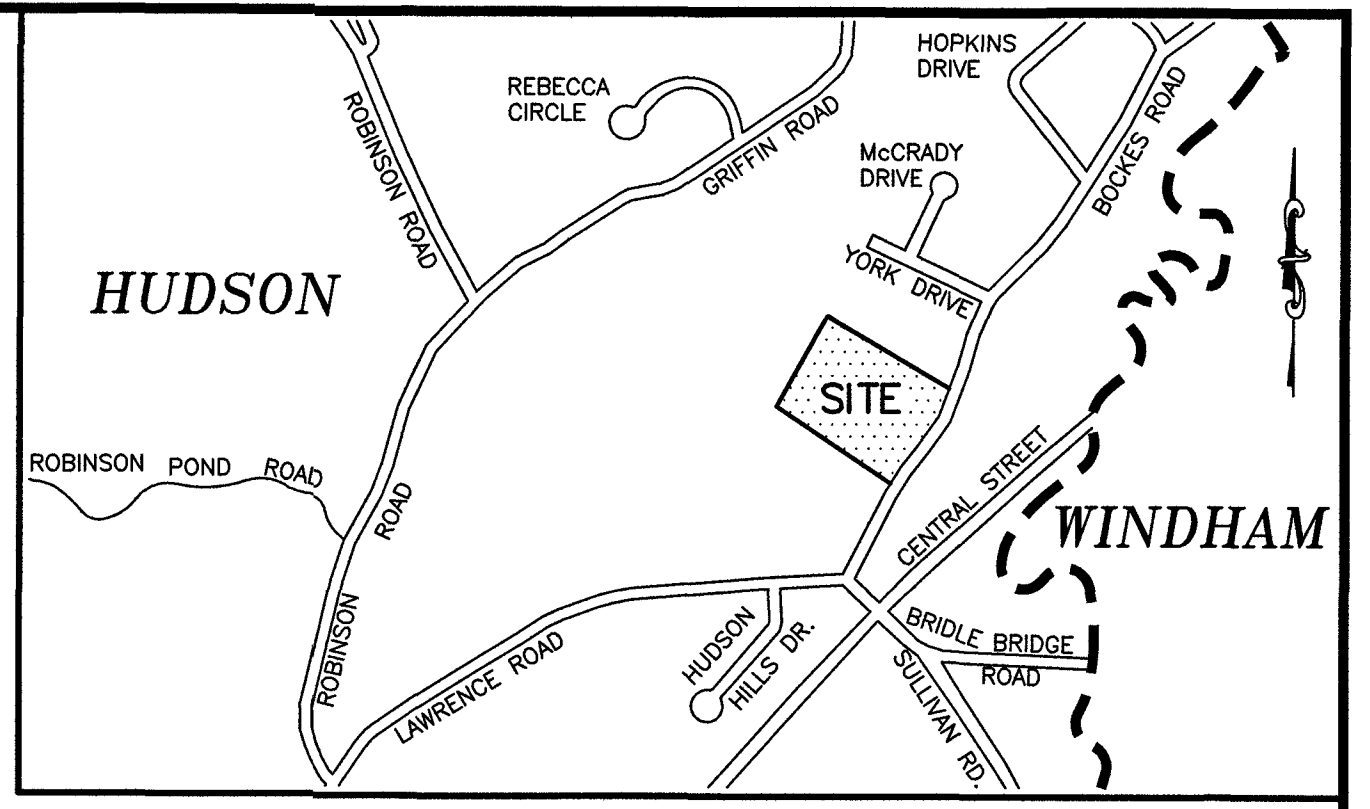 HOPKINS
DRIVE
REBECCA
CIRCLE
ROBINSON ROAD
GRIFFIN ROAD
BOCKES ROAD
McCRADY
DRIVE
YORK DRIVE
HUDSON
SITE
ROBINSON POND ROAD
ROAD
CENTRAL STREET
WINDHAM
ROBINSON
LAWRENCE ROAD
HUDSON
HILLS DR.
BRIDLE BRIDGE
ROAD
SULLIVAN RD.